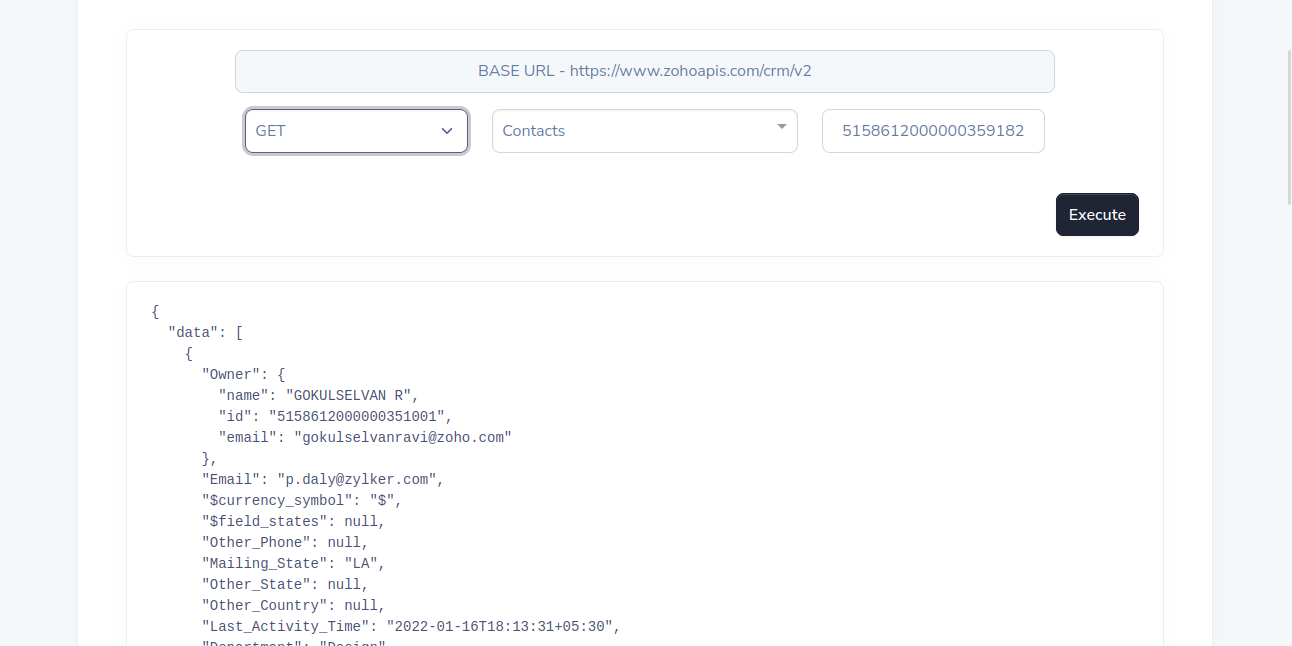 BASE URL - https://www.zohoapis.com/crm/v2
GET
Contacts
5158612000000359182
Execute
{
"data": [
{
"Owner": {
"name": "GOKULSELVAN R",
"id": "5158612000000351001",
"email": "gokulselvanravi@zoho.com"
},
"Email": "p.daly@zylker.com",
"$currency_symbol": "$",
"$field_states": null,
"Other_Phone": null,
"Mailing_State": "LA",
"Other_State": null,
"Other_Country": null,
"Last_Activity_Time": "2022-01-16T18:13:31+05:30",
"Department": "Design"